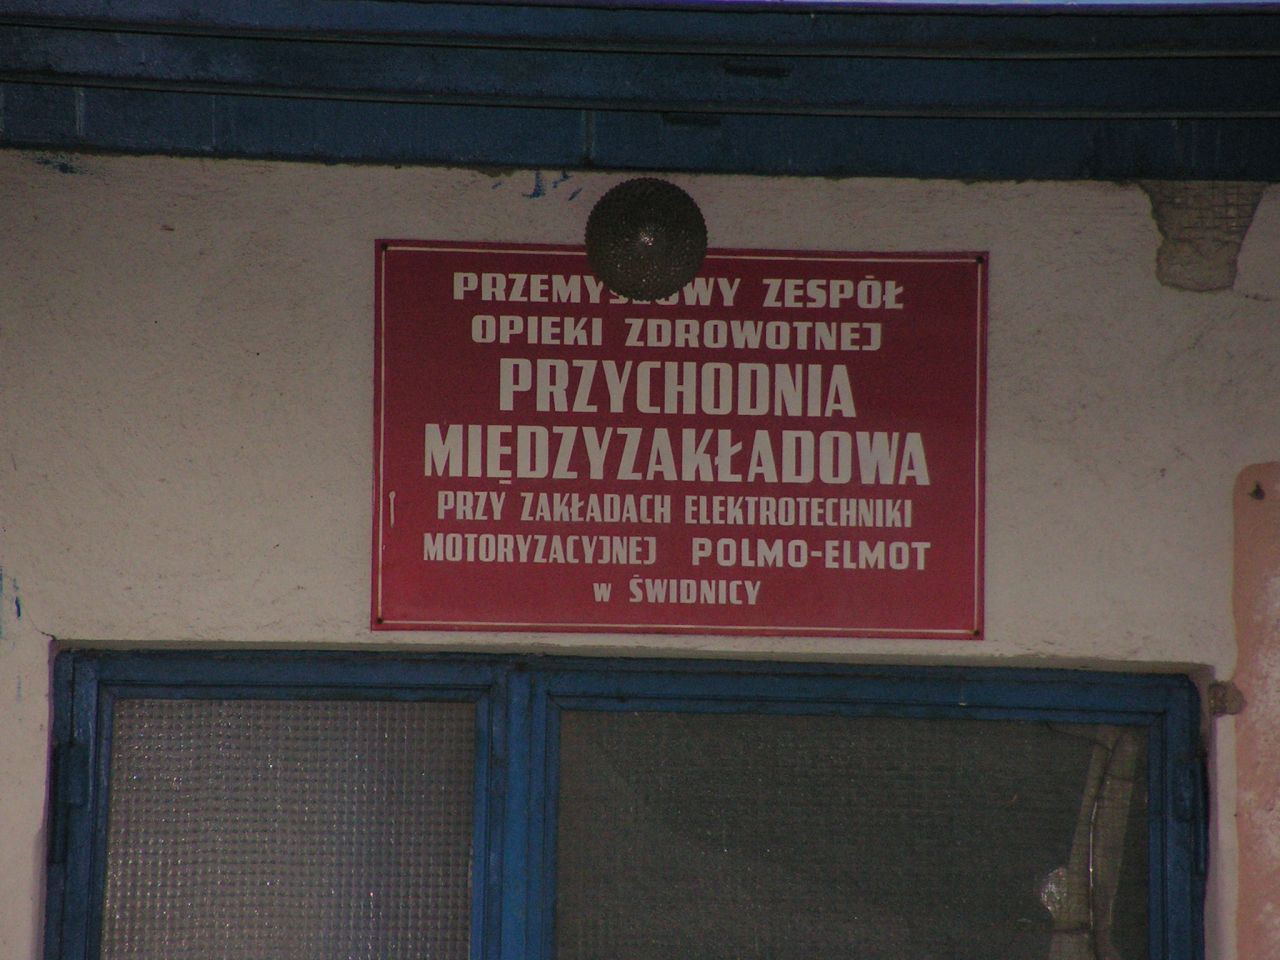 PRZEMYSŁOWY ZESPÓŁ
OPIEKI ZDROWOTNEJ
PRZYCHODNIA
MIĘDZYZAKŁADOWA
PRZY ZAKŁADACH ELEKTROTECHNIKI
MOTORYZACYJNEJ POLMO-ELMOT
w ŚWIDNICY